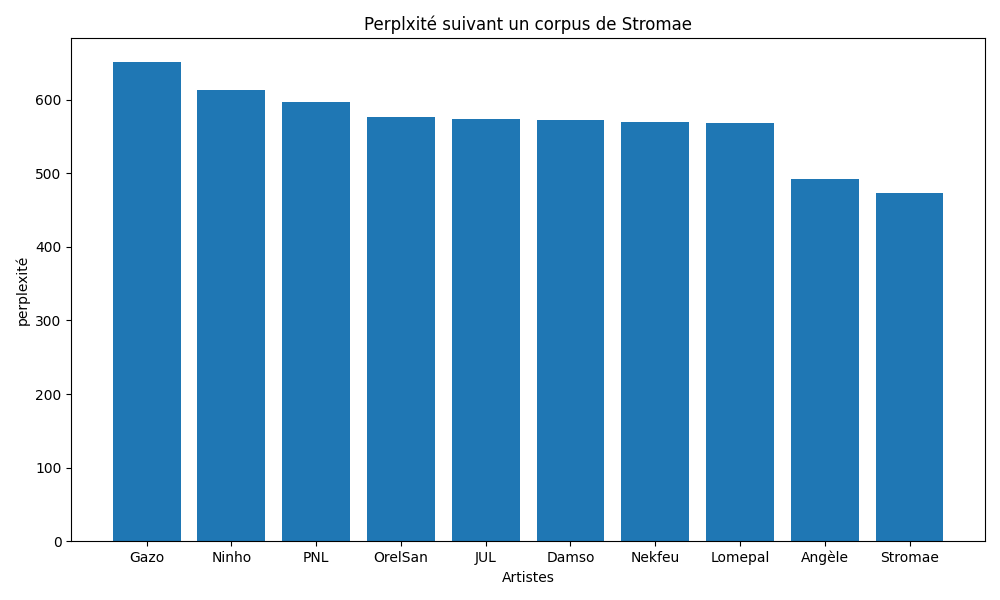 Perplxité suivant un corpus de Stromae
perplexité
600
500
400
300
200
100
0
Gazo Ninho PNL OrelSan JUL Damso Nekfeu Lomepal Angèle Stromae
Artistes